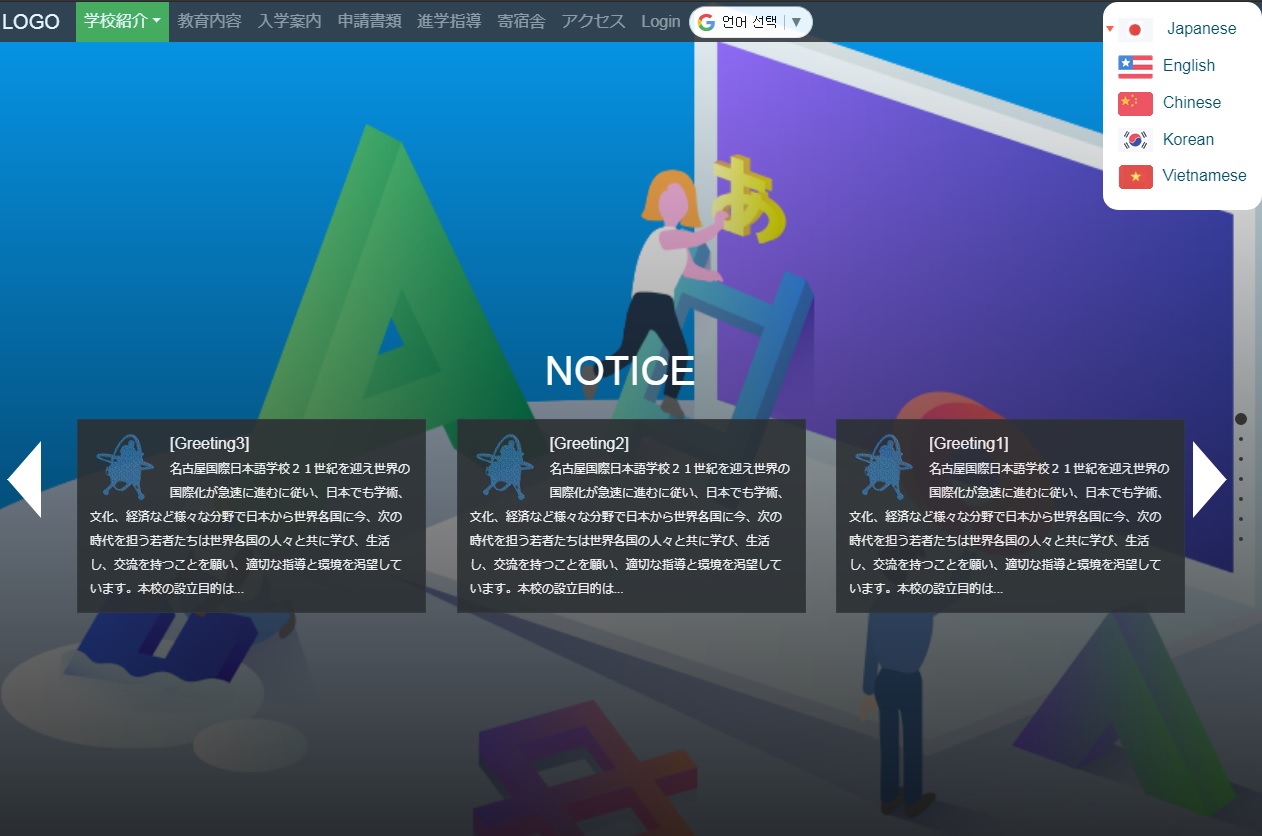 LOGO 学校紹介 教育内容 入学案内 申請書類 進学指導 寄宿舎 アクセス Login 언어 선택 ▼
Japanese
English
Chinese
Korean
Vietnamese
あ
NOTICE
[Greeting3]
名古屋国際日本語学校２１世紀を迎え世界の
国際化が急速に進むに従い、日本でも学術、
文化、経済など様々な分野で日本から世界各国に今、次の
時代を担う若者たちは世界各国の人々と共に学び、生活
し、交流を持つことを願い、適切な指導と環境を渇望して
います。本校の設立目的は...
[Greeting2]
名古屋国際日本語学校２１世紀を迎え世界の
国際化が急速に進むに従い、日本でも学術、
文化、経済など様々な分野で日本から世界各国に今、次の
時代を担う若者たちは世界各国の人々と共に学び、生活
し、交流を持つことを願い、適切な指導と環境を渇望して
います。本校の設立目的は...
[Greeting1]
名古屋国際日本語学校２１世紀を迎え世界の
国際化が急速に進むに従い、日本でも学術、
文化、経済など様々な分野で日本から世界各国に今、次の
時代を担う若者たちは世界各国の人々と共に学び、生活
し、交流を持つことを願い、適切な指導と環境を渇望して
います。本校の設立目的は...